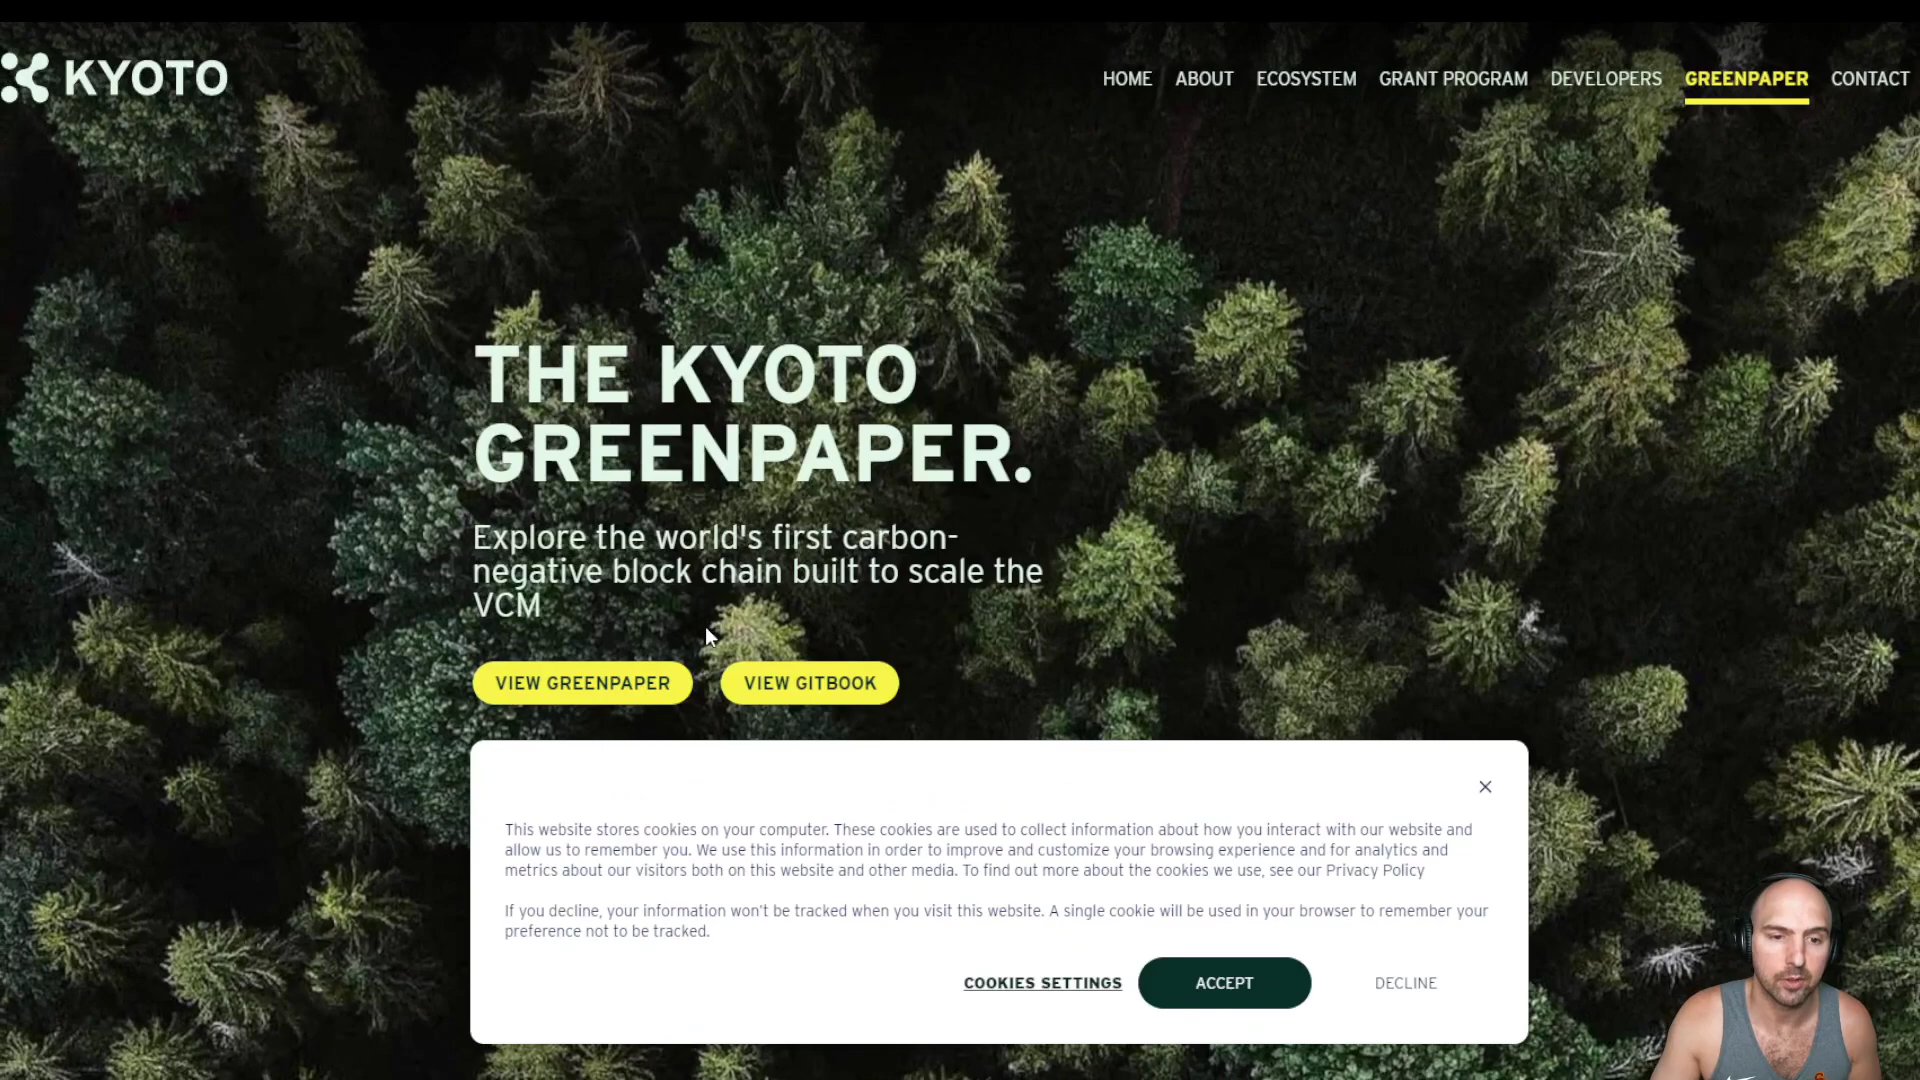 KYOTO
HOME ABOUT ECOSYSTEM GRANT PROGRAM DEVELOPERS GREENPAPER CONTACT
THE KYOTO
GREENPAPER.
Explore the world's first carbon-
negative block chain built to scale the
VCM
VIEW GREENPAPER VIEW GITBOOK
This website stores cookies on your computer. These cookies are used to collect information about how you interact with our website and
allow us to remember you. We use this information in order to improve and customize your browsing experience and for analytics and
metrics about our visitors both on this website and other media. To find out more about the cookies we use, see our Privacy Policy
If you decline, your information won't be tracked when you visit this website. A single cookie will be used in your browser to remember your
preference not to be tracked.
COOKIES SETTINGS ACCEPT DECLINE